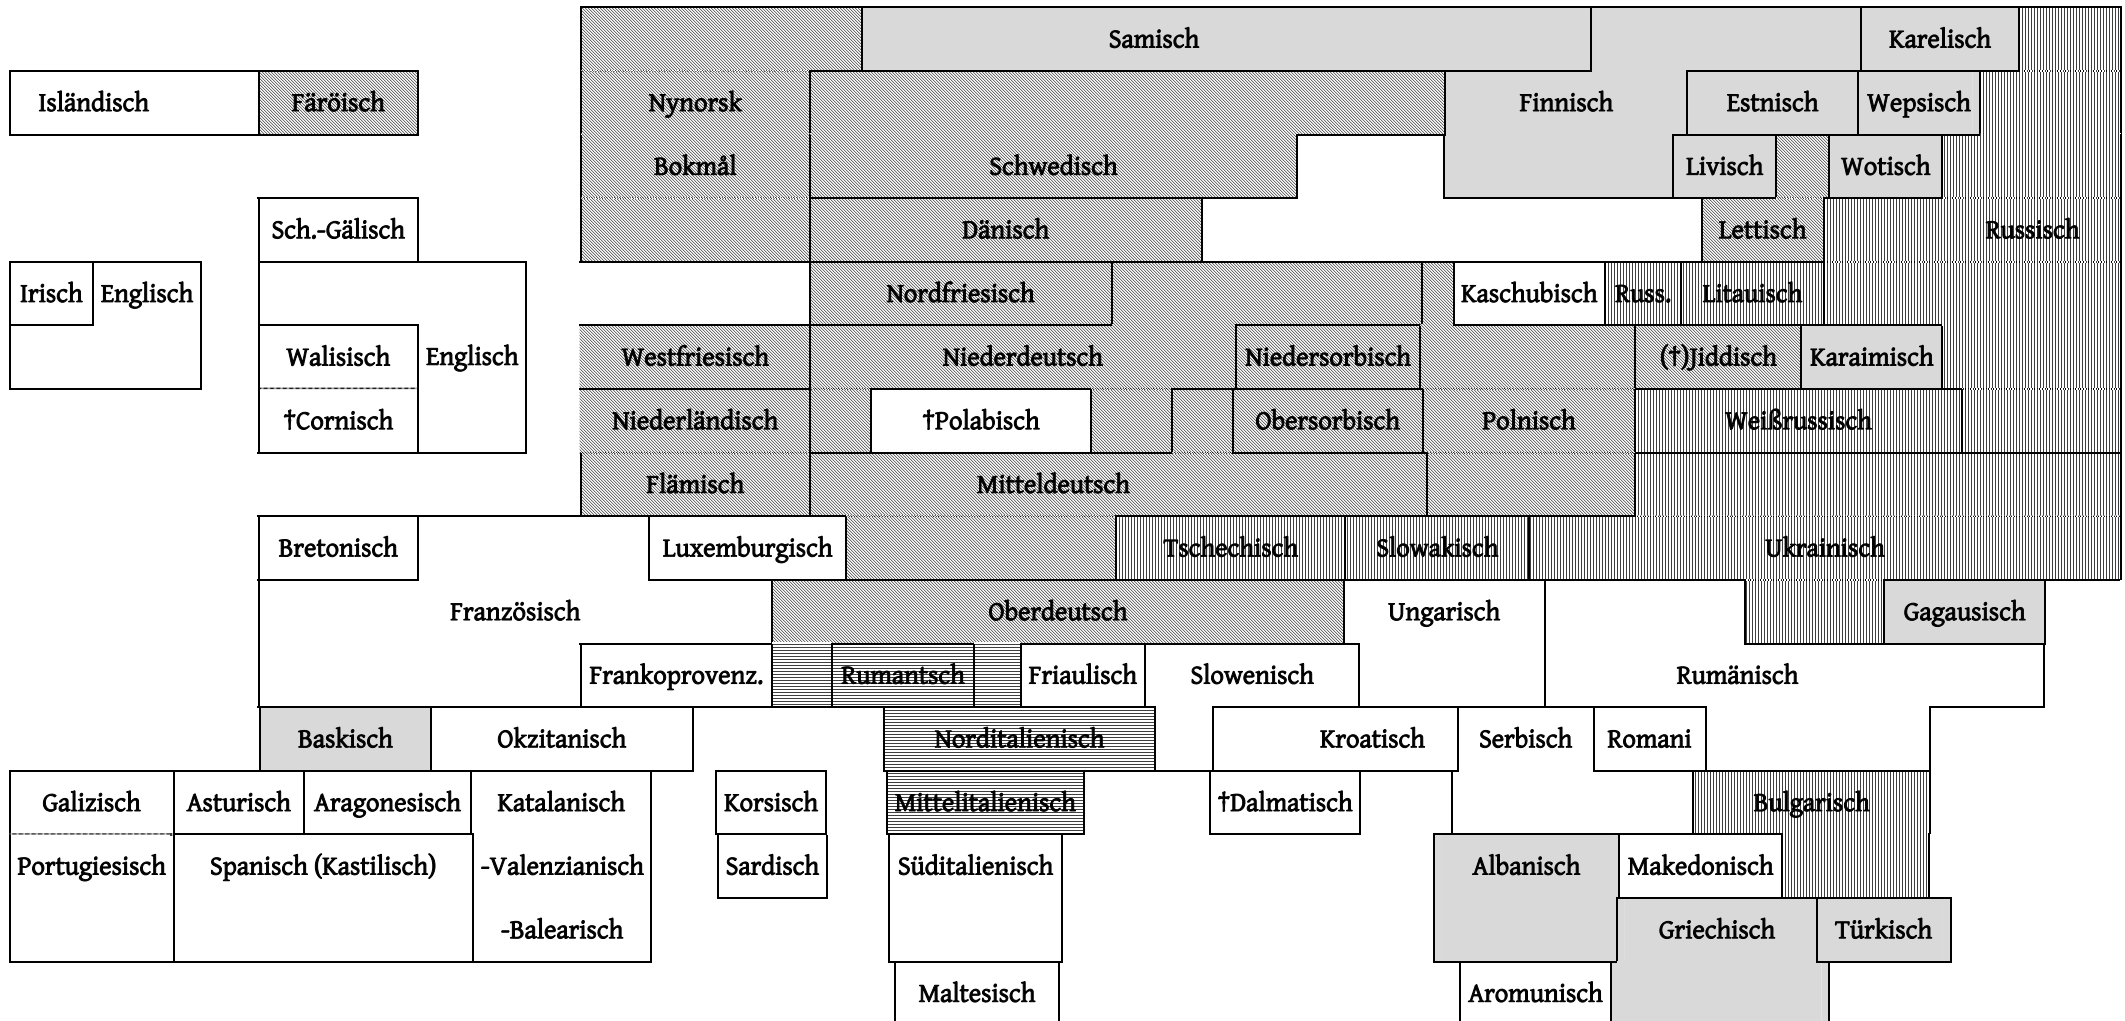 Samisch Karelisch
Isländisch Färöisch Nynorsk Finnisch Estnisch Wepsisch
Bokmål Schwedisch Livisch Wotisch
Sch.-Gälisch Dänisch Lettisch Russisch
Irisch Englisch Nordfriesisch Kaschubisch Russ. Litauisch
Walisisch Englisch Westfriesisch Niederdeutsch Niedersorbisch (†)Jiddisch Karaimisch
†Cornisch Niederländisch †Polabisch Obersorbisch Polnisch Weißrussisch
Flämisch Mitteldeutsch
Bretonisch Luxemburgisch Tschechisch Slowakisch Ukrainisch
Französisch Oberdeutsch Ungarisch Gagausisch
Frankoprovenz. Rumantsch Friaulisch Slowenisch Rumänisch
Baskisch Okzitanisch Norditalienisch Kroatisch Serbisch Romani
Galizisch Asturisch Aragonesisch Katalanisch Korsisch Mittelitalienisch †Dalmatisch Bulgarisch
Portugiesisch Spanisch (Kastilisch) -Valenzianisch Sardisch Süditalienisch Albanisch Makedonisch
-Balearisch Griechisch Türkisch
Maltesisch Aromunisch